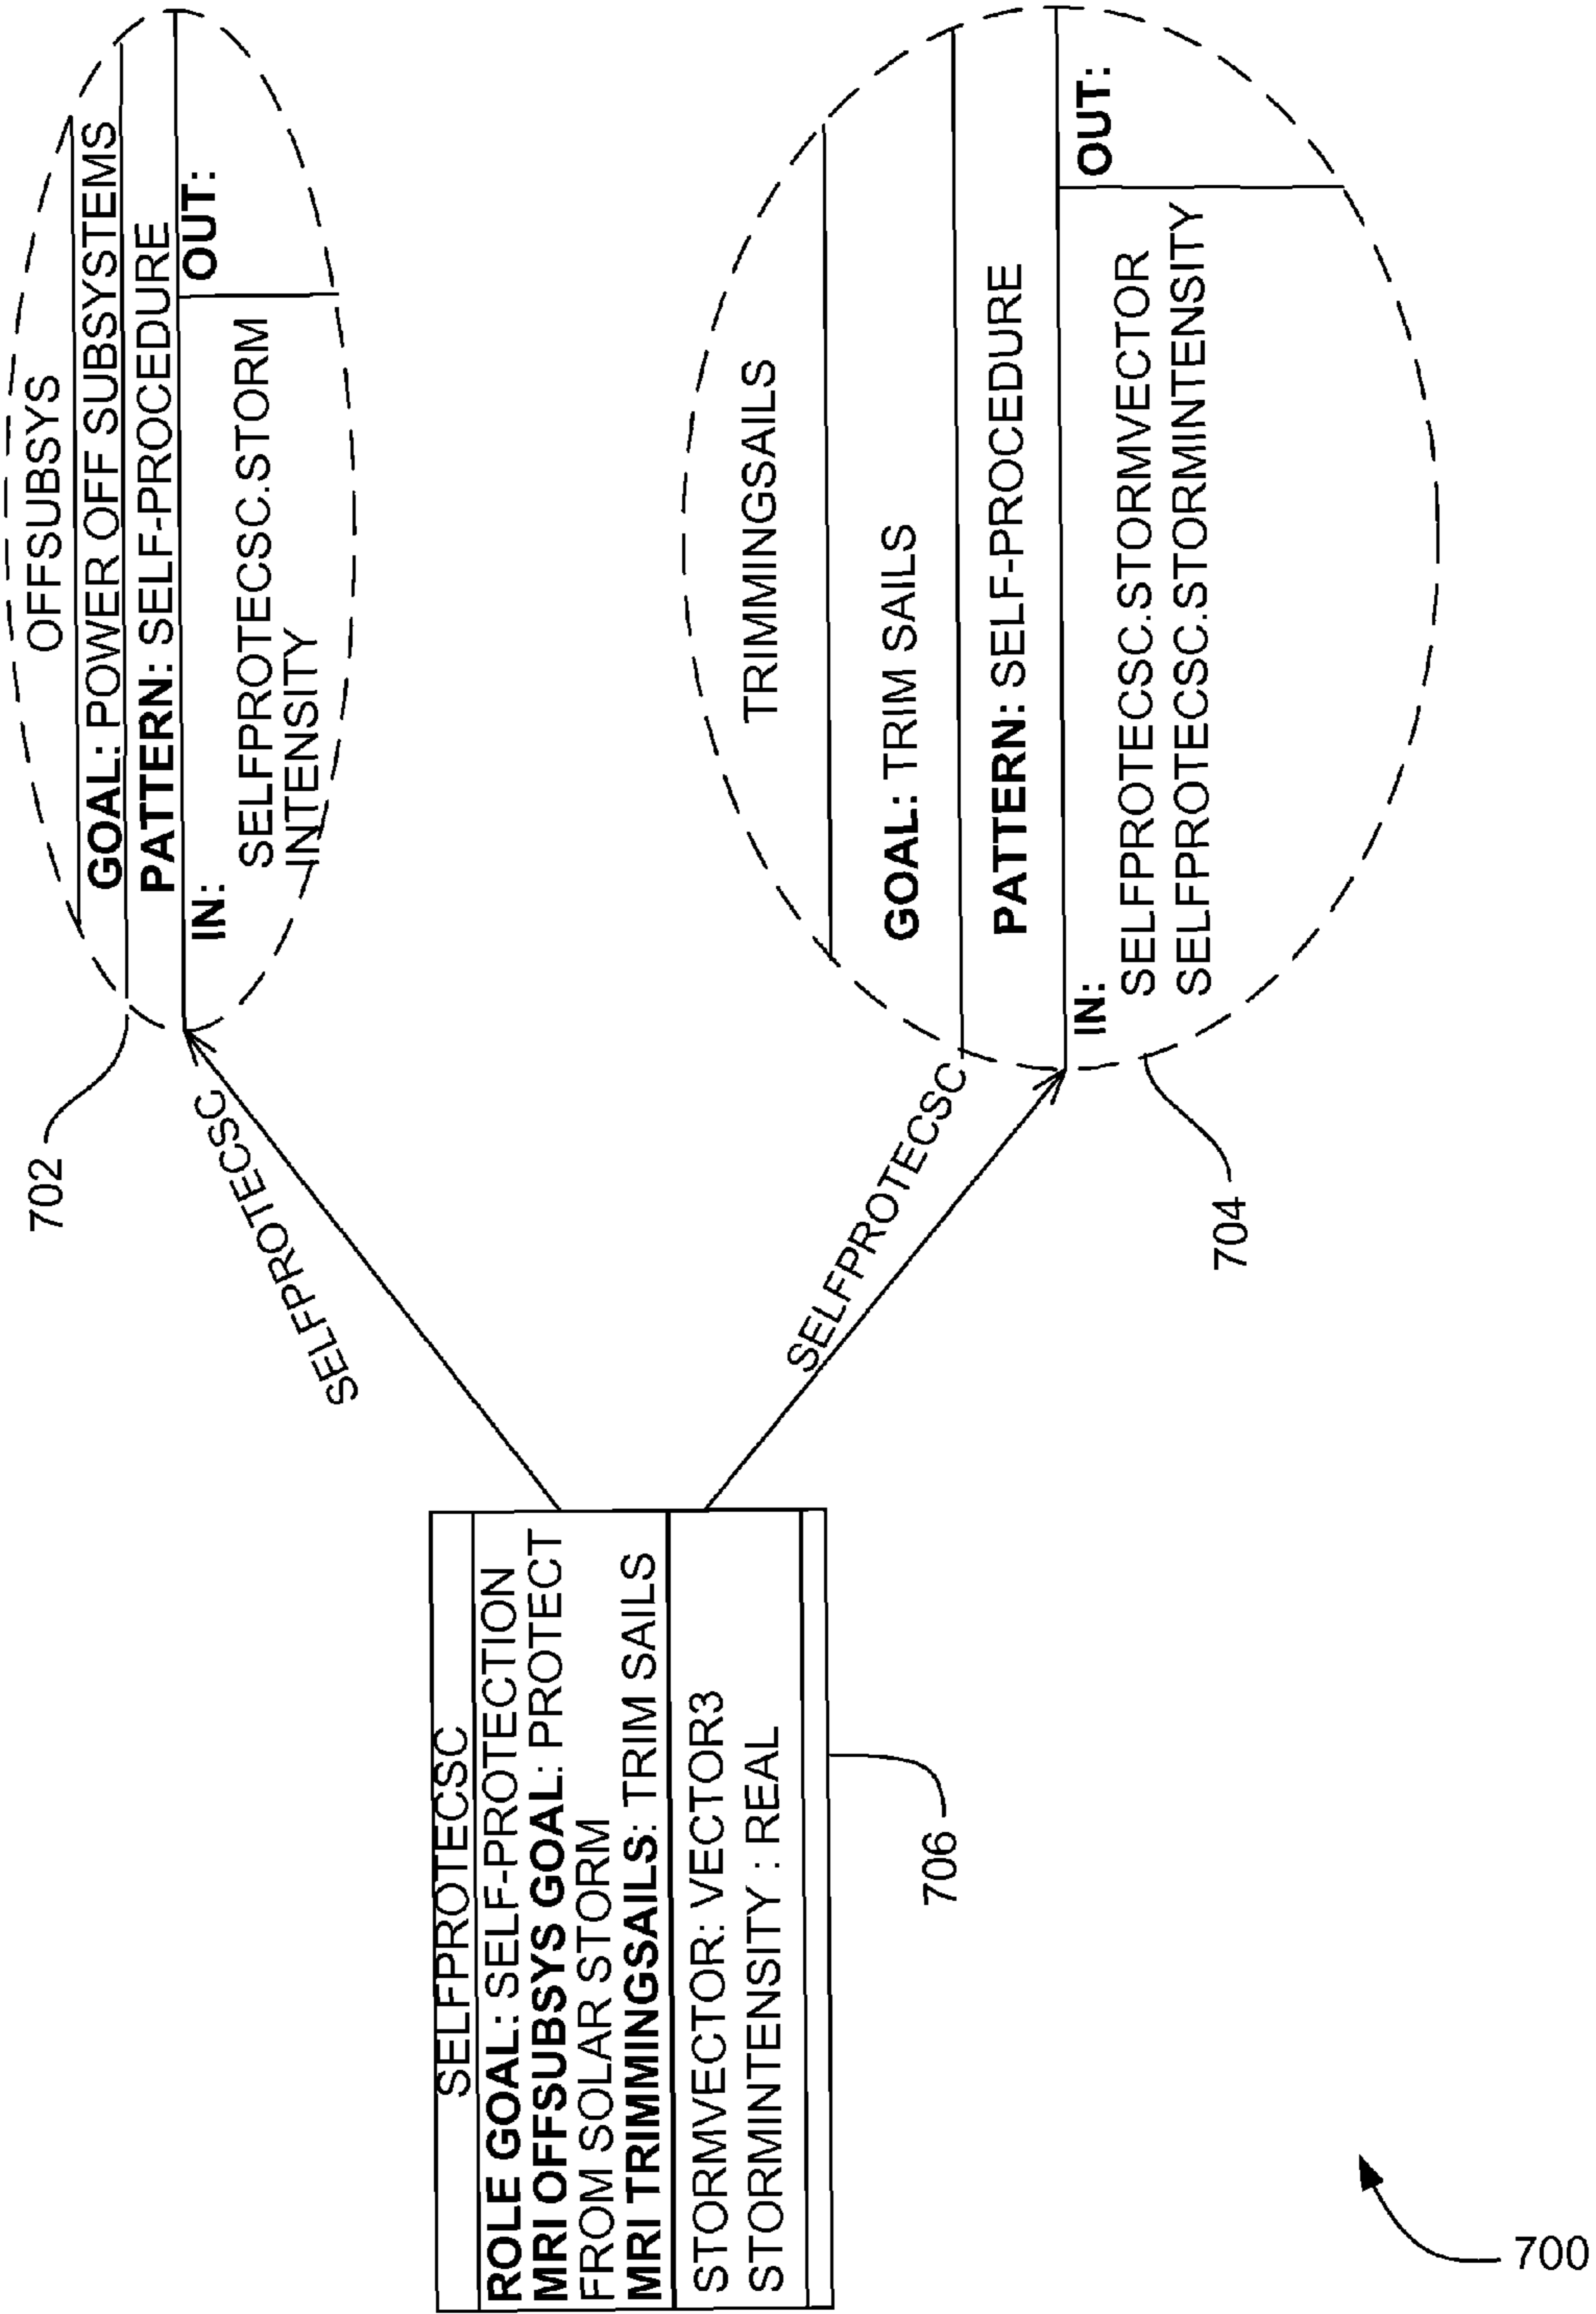 702
OFFSUBSYS
GOAL: POWER OFF SUBSYSTEMS
PATTERN: SELF-PROCEDURE
IN:
OUT:
SELFPROTECSC.STORM
INTENSITY
SELFPROTECSC
SELFPROTECSC
ROLE GOAL: SELF-PROTECTION
MRI OFFSUBSYS GOAL: PROTECT
FROM SOLAR STORM
MRI TRIMMINGSAILS: TRIM SAILS
STORMVECTOR: VECTOR3
STORMINTENSITY : REAL
706
SELFPROTECSC
TRIMMINGSAILS
GOAL: TRIM SAILS
PATTERN: SELF-PROCEDURE
IN:
OUT:
SELFPROTECSC.STORMVECTOR
SELFPROTECSC.STORMINTENSITY
704
700